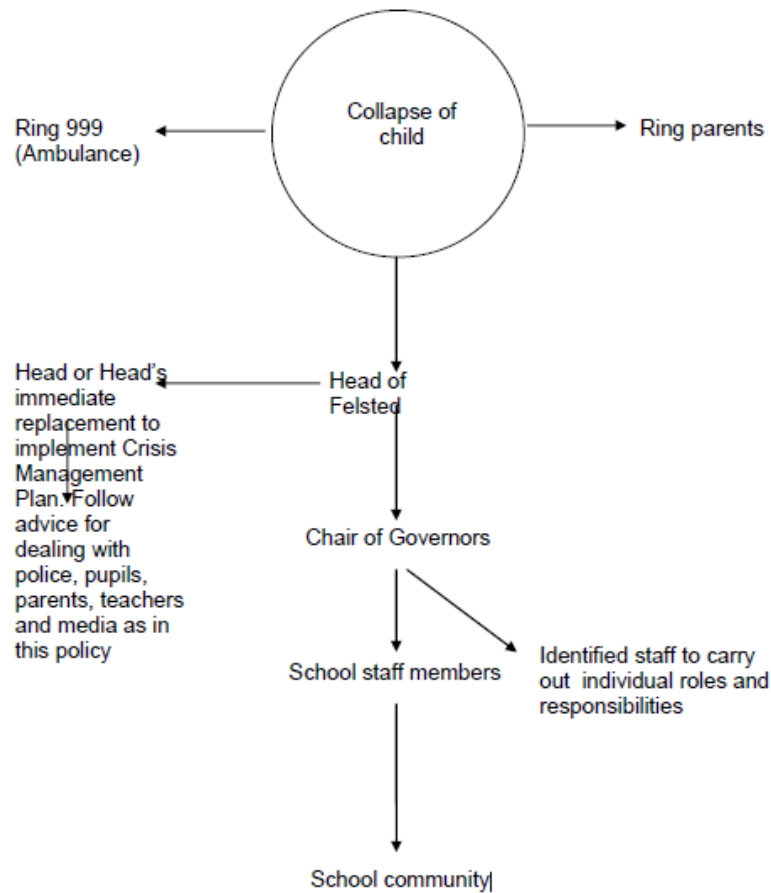 Collapse of
child
Ring 999
(Ambulance)
Ring parents
Head or Head's
immediate
replacement to
implement Crisis
Management
Plan. Follow
advice for
dealing with
police, pupils,
parents, teachers
and media as in
this policy
Head of
Felsted
Chair of Governors
School staff members
Identified staff to carry
out individual roles and
responsibilities
School community